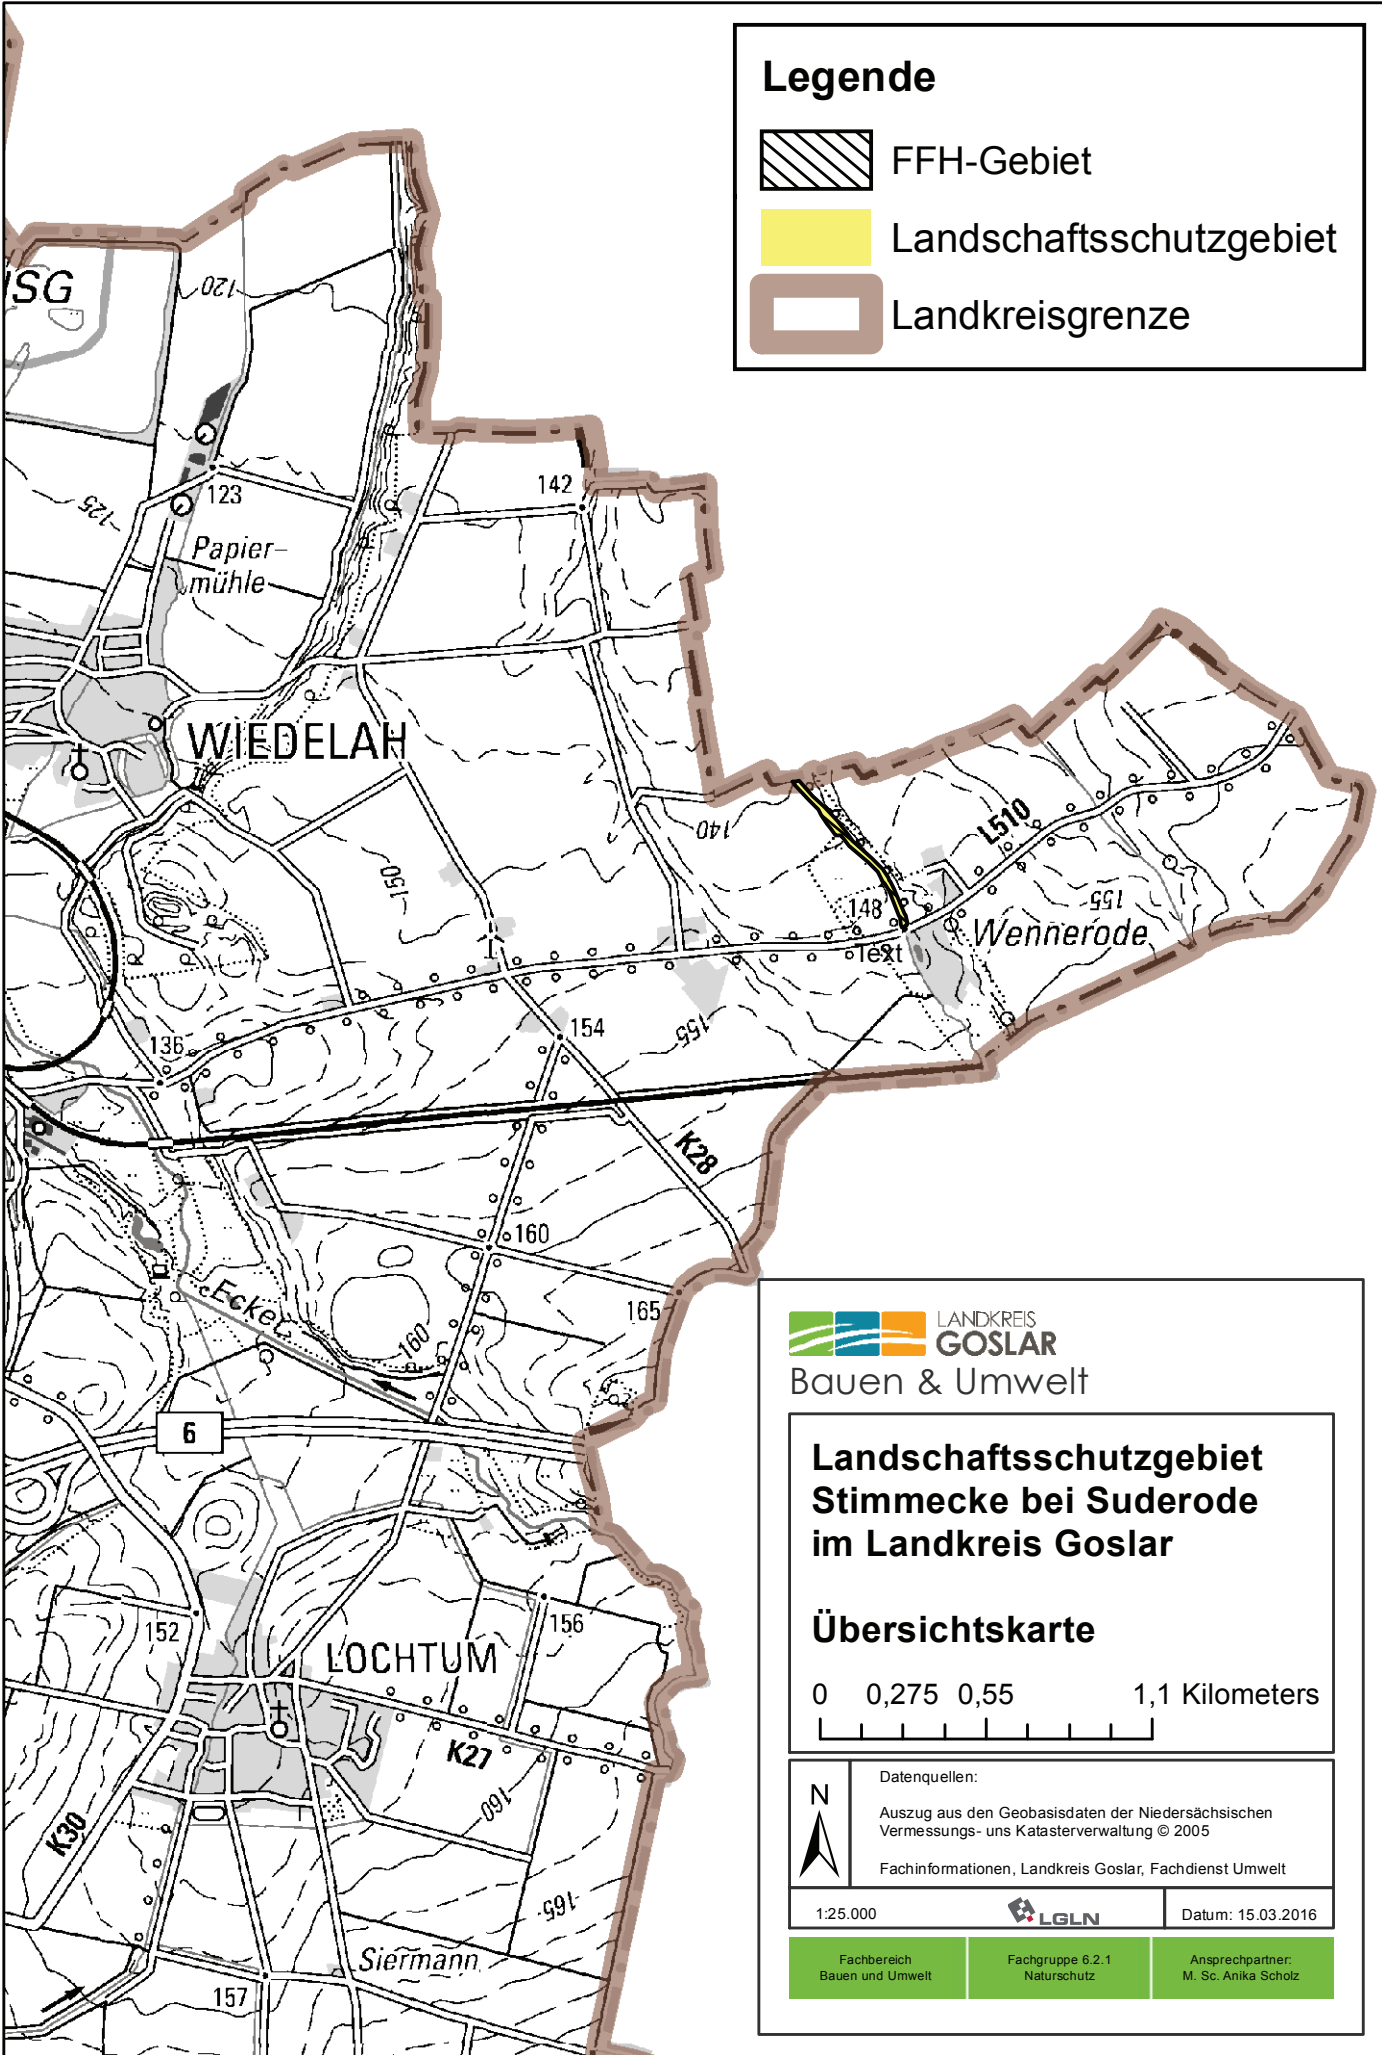 Legende
FFH-Gebiet
Landschaftsschutzgebiet
Landkreisgrenze
120
123
125
142
Papier-
mühle
WIEDELAH
140
L510
150
148
155
Wennerode
Text
154
155
136
K28
160
165
Ecker
160
6
152
156
LOCHTUM
K27
160
K30
165
Siermann
157
LANDKREIS
GOSLAR
Bauen & Umwelt
Landschaftsschutzgebiet
Stimmecke bei Suderode
im Landkreis Goslar
Übersichtskarte
0 0,275 0,55 1,1 Kilometers
N
Datenquellen:
Auszug aus den Geobasisdaten der Niedersächsischen
Vermessungs- uns Katasterverwaltung © 2005
Fachinformationen, Landkreis Goslar, Fachdienst Umwelt
1:25.000
LGLN
Datum: 15.03.2016
Fachbereich
Bauen und Umwelt
Fachgruppe 6.2.1
Naturschutz
Ansprechpartner:
M. Sc. Anika Scholz